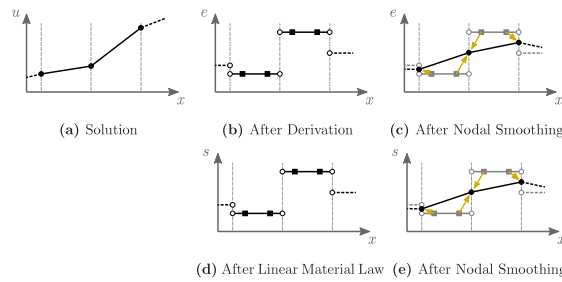 u
x
(a) Solution
e
x
(b) After Derivation
e
x
(c) After Nodal Smoothing
s
x
(d) After Linear Material Law
s
x
(e) After Nodal Smoothing